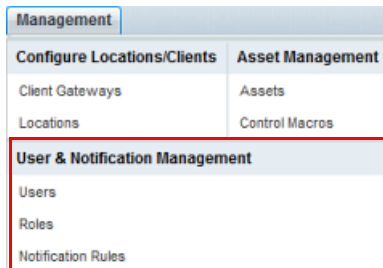 Management
Configure Locations/Clients Asset Management
Client Gateways Assets
Locations Control Macros
User & Notification Management
Users
Roles
Notification Rules